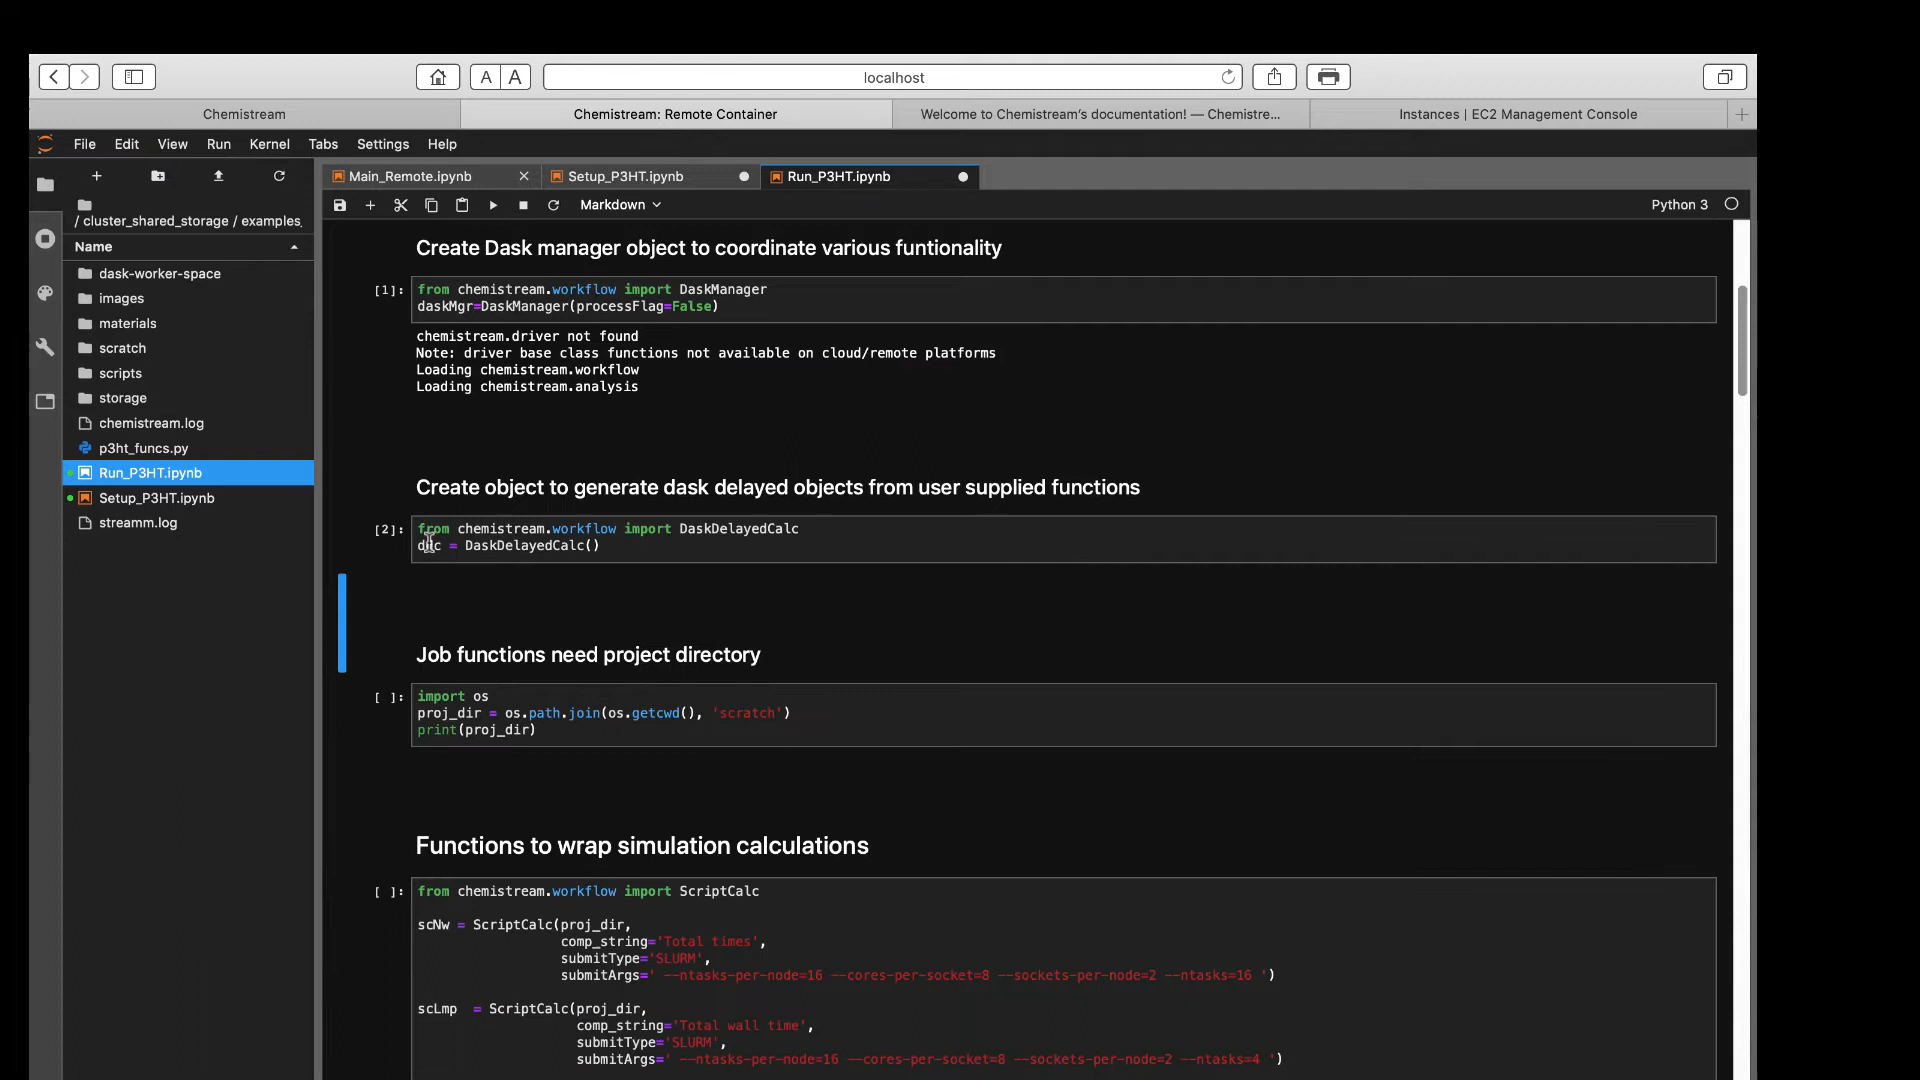 A A
localhost
Chemistream
Chemistream: Remote Container
Welcome to Chemistream's documentation! — Chemistre...
Instances | EC2 Management Console
File Edit View Run Kernel Tabs Settings Help
Main_Remote.ipynb
Setup_P3HT.ipynb
Run_P3HT.ipynb
Markdown
Python 3
/ cluster_shared_storage / examples_
Name
dask-worker-space
images
materials
scratch
scripts
storage
chemistream.log
p3ht_funcs.py
Run_P3HT.ipynb
Setup_P3HT.ipynb
streamm.log
Create Dask manager object to coordinate various funtionality
[1]: from chemistream.workflow import DaskManager
daskMgr=DaskManager(processFlag=False)
chemistream.driver not found
Note: driver base class functions not available on cloud/remote platforms
Loading chemistream.workflow
Loading chemistream.analysis
Create object to generate dask delayed objects from user supplied functions
[2]: from chemistream.workflow import DaskDelayedCalc
= DaskDelayedCalc()
Job functions need project directory
[ ]: import os
proj_dir = os.path.join(os.getcwd(), 'scratch')
print(proj_dir)
Functions to wrap simulation calculations
[ ]: from chemistream.workflow import ScriptCalc
scNw = ScriptCalc(proj_dir,
comp_string='Total times',
submitType='SLURM',
submitArgs=' --ntasks-per-node=16 --cores-per-socket=8 --sockets-per-node=2 --ntasks=16 ')
scLmp = ScriptCalc(proj_dir,
comp_string='Total wall time',
submitType='SLURM',
submitArgs=' --ntasks-per-node=16 --cores-per-socket=8 --sockets-per-node=2 --ntasks=4 ')